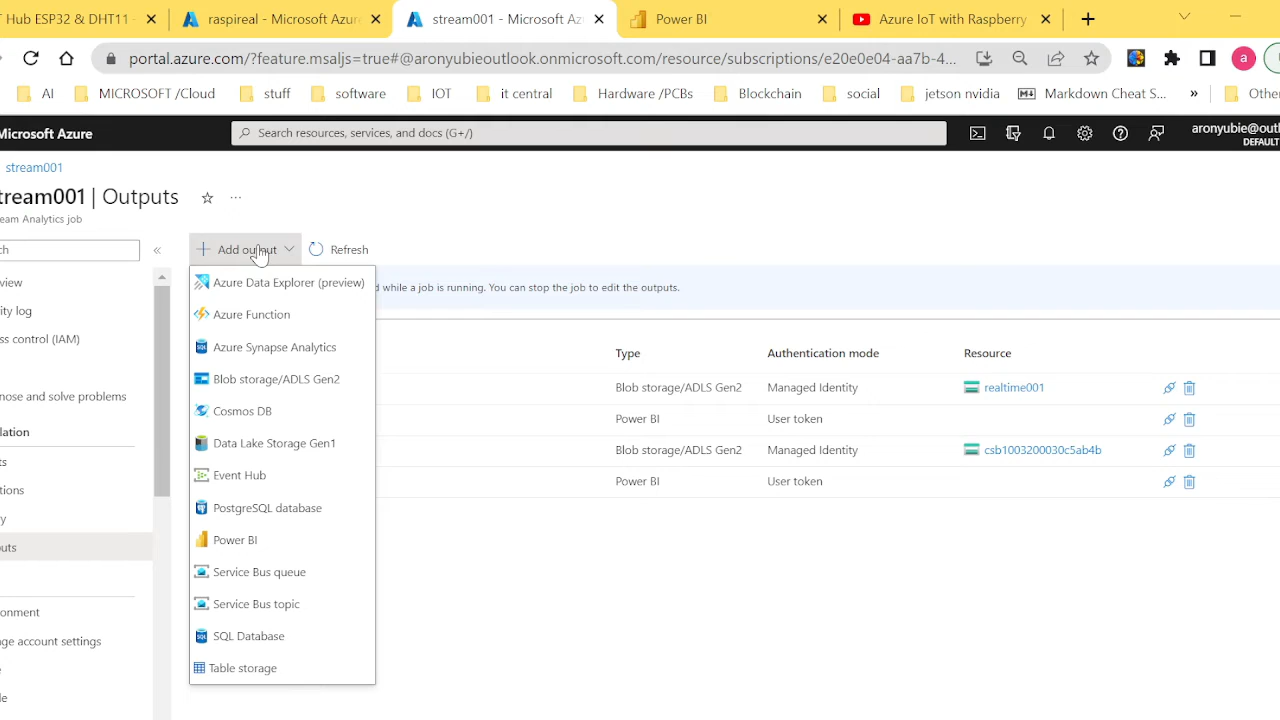 T Hub ESP32 & DHT11 -
raspireal - Microsoft Azure
stream001 - Microsoft Az
Power BI
Azure IoT with Raspberry
portal.azure.com/?feature.msaljs=true#@aronyubieoutlook.onmicrosoft.com/resource/subscriptions/e20e0e04-aa7b-4...
a
AI
MICROSOFT /Cloud
stuff
software
IOT
it central
Hardware /PCBs
Blockchain
social
jetson nvidia
Markdown Cheat S...
»
Othe
Microsoft Azure
Search resources, services, and docs (G+/)
aronyubie@outl
DEFAULT
stream001
tream001 | Outputs
...
eam Analytics job
ch
«
Add output
Refresh
view
ity log
ss control (IAM)
nose and solve problems
lation
ts
tions
y
uts
onment
ge account settings
e
le
Azure Data Explorer (preview)
Azure Function
Azure Synapse Analytics
Blob storage/ADLS Gen2
Cosmos DB
Data Lake Storage Gen1
Event Hub
PostgreSQL database
Power BI
Service Bus queue
Service Bus topic
SQL Database
Table storage
d while a job is running. You can stop the job to edit the outputs.
Type Authentication mode Resource
Blob storage/ADLS Gen2 Managed Identity realtime001
Power BI User token
Blob storage/ADLS Gen2 Managed Identity csb1003200030c5ab4b
Power BI User token